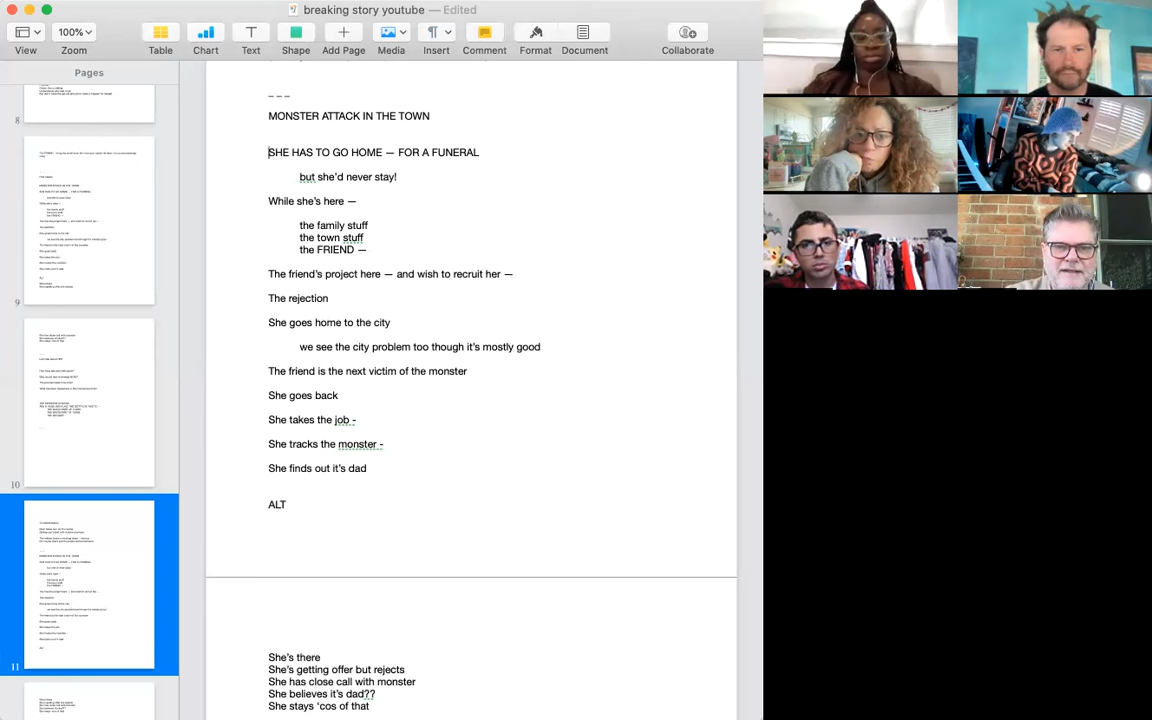 breaking story youtube — Edited
100%
View
Zoom
Table
Chart
Text
Shape
Add Page
Media
Insert
Comment
Format
Document
Collaborate
Pages
8
9
10
11
– – –
MONSTER ATTACK IN THE TOWN
SHE HAS TO GO HOME — FOR A FUNERAL
but she’d never stay!
While she’s here —
the family stuff
the town stuff
the FRIEND —
The friend’s project here — and wish to recruit her —
The rejection
She goes home to the city
we see the city problem too though it’s mostly good
The friend is the next victim of the monster
She goes back
She takes the job -
She tracks the monster -
She finds out it’s dad
ALT
She’s there
She’s getting offer but rejects
She has close call with monster
She believes it’s dad??
She stays ‘cos of that